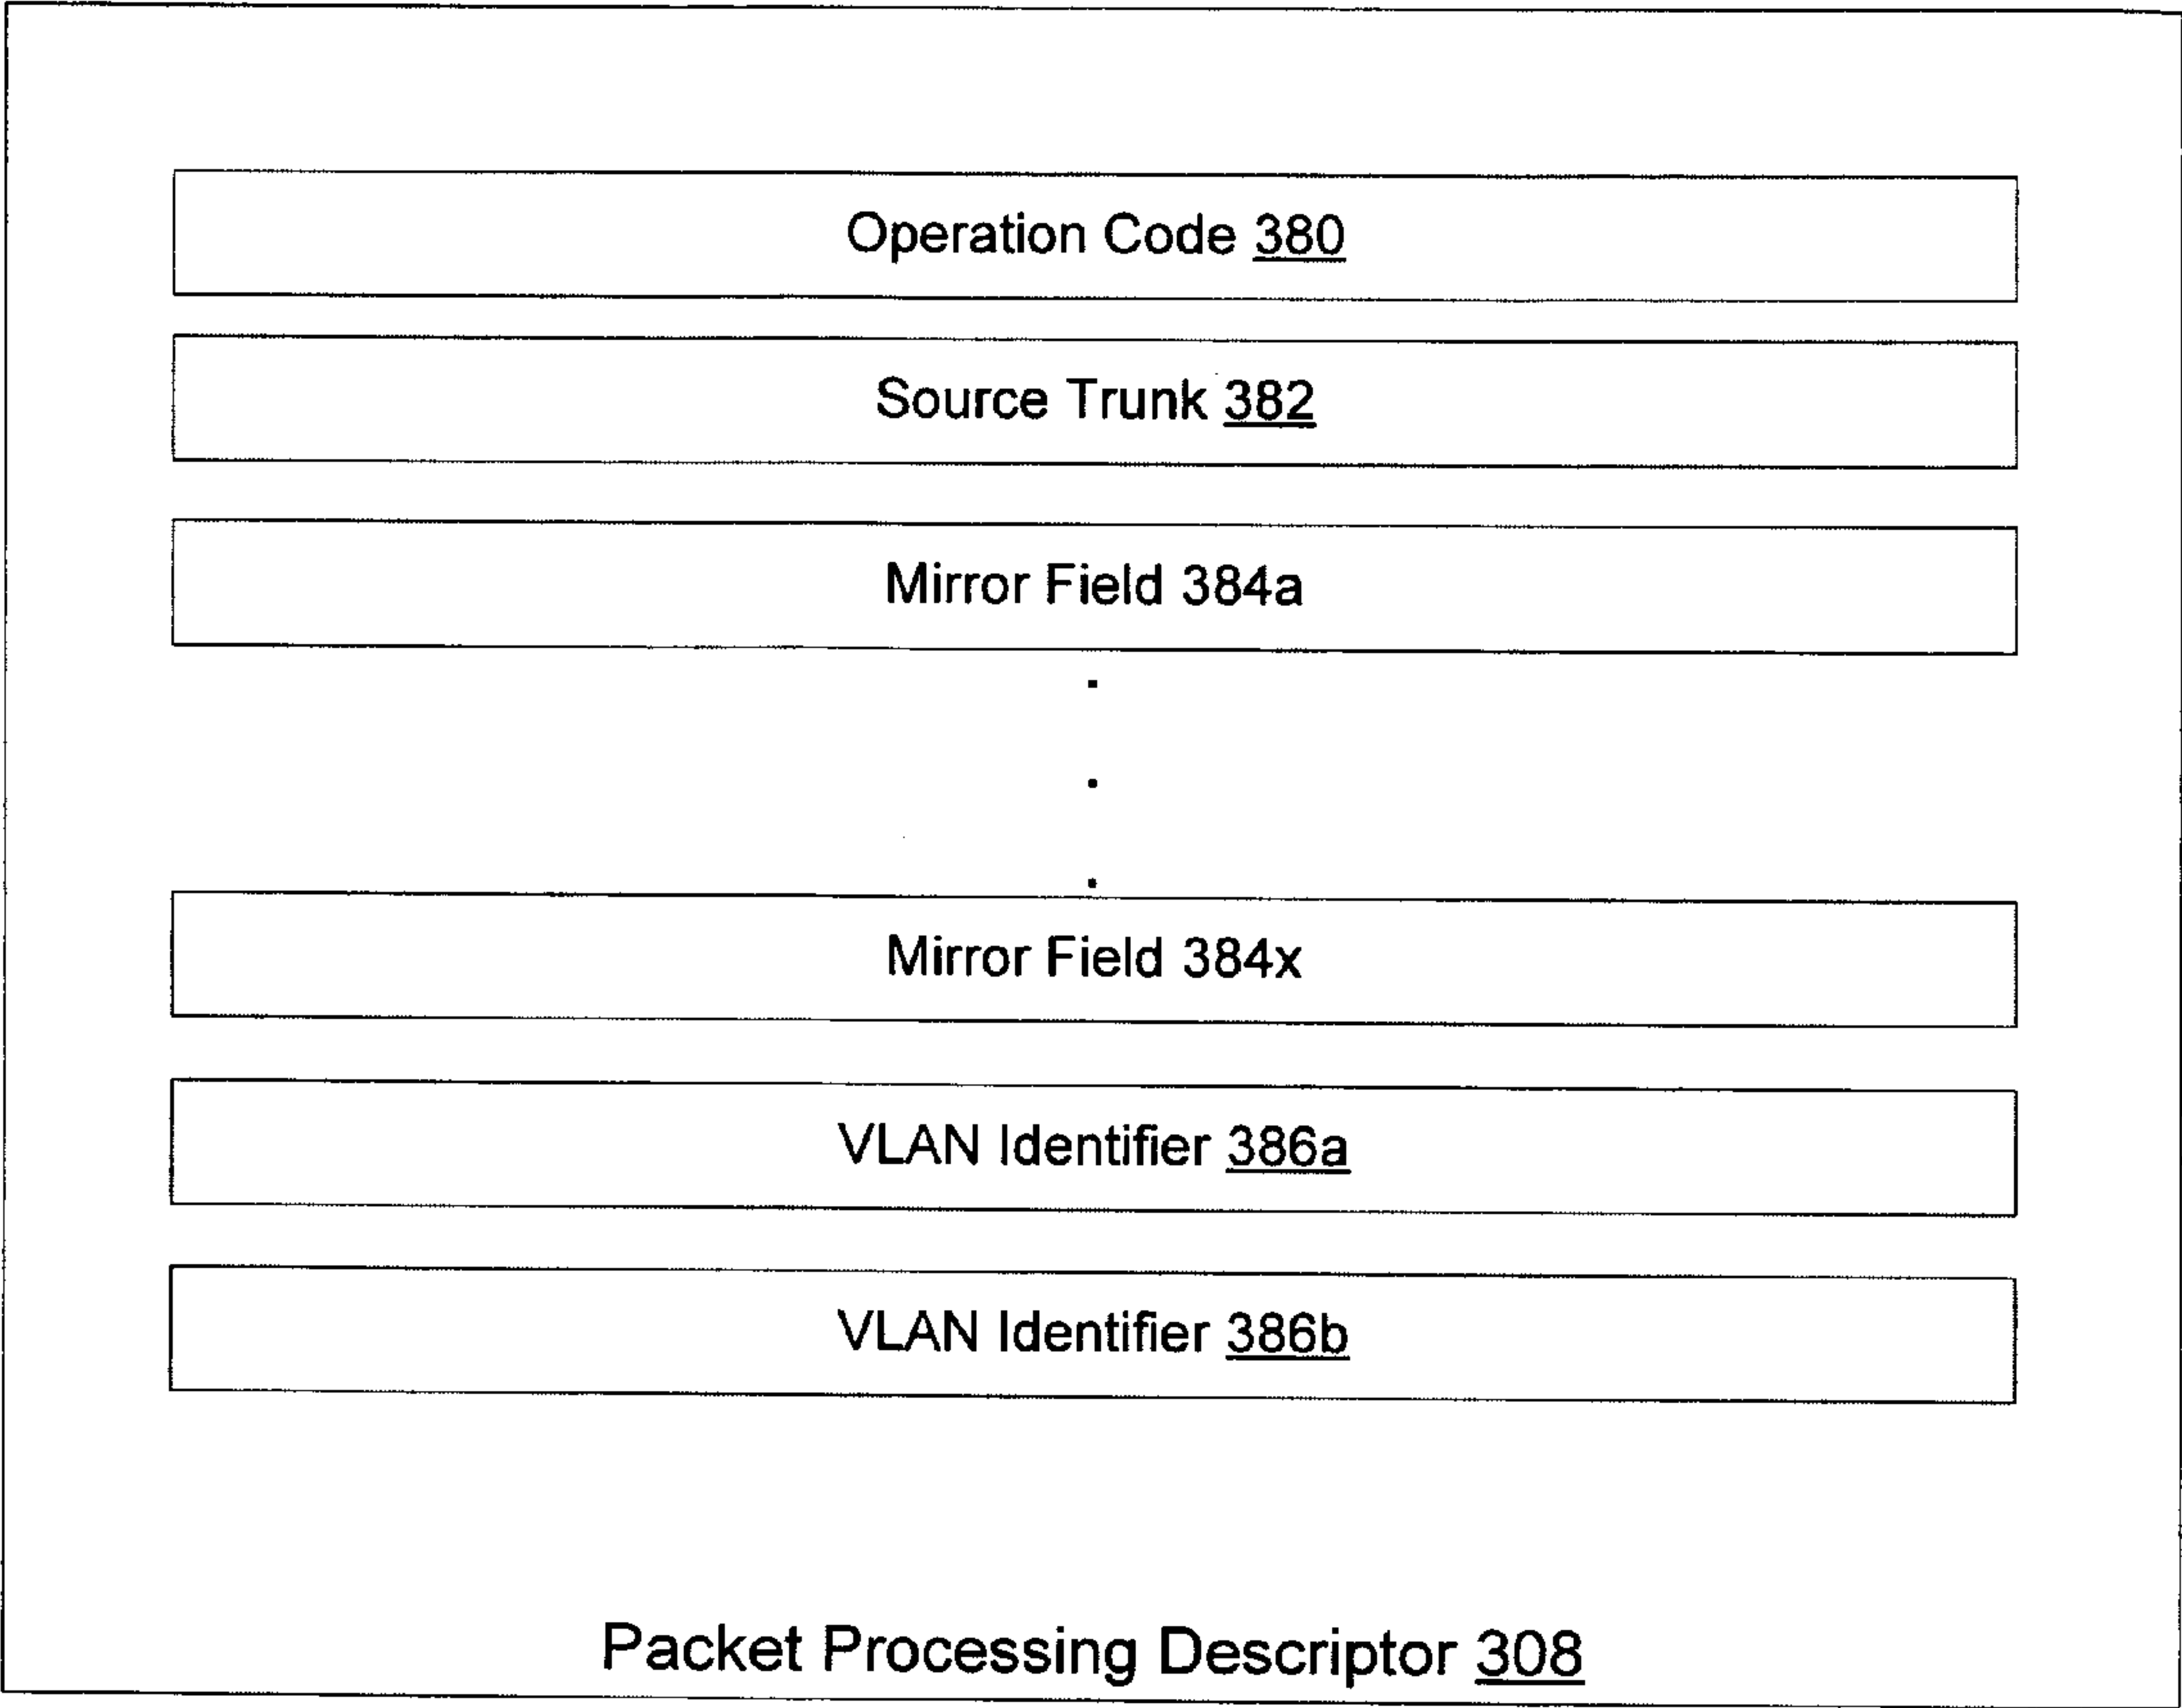 Operation Code 380
Source Trunk 382
Mirror Field 384a
Mirror Field 384x
VLAN Identifier 386a
VLAN Identifier 386b
Packet Processing Descriptor 308